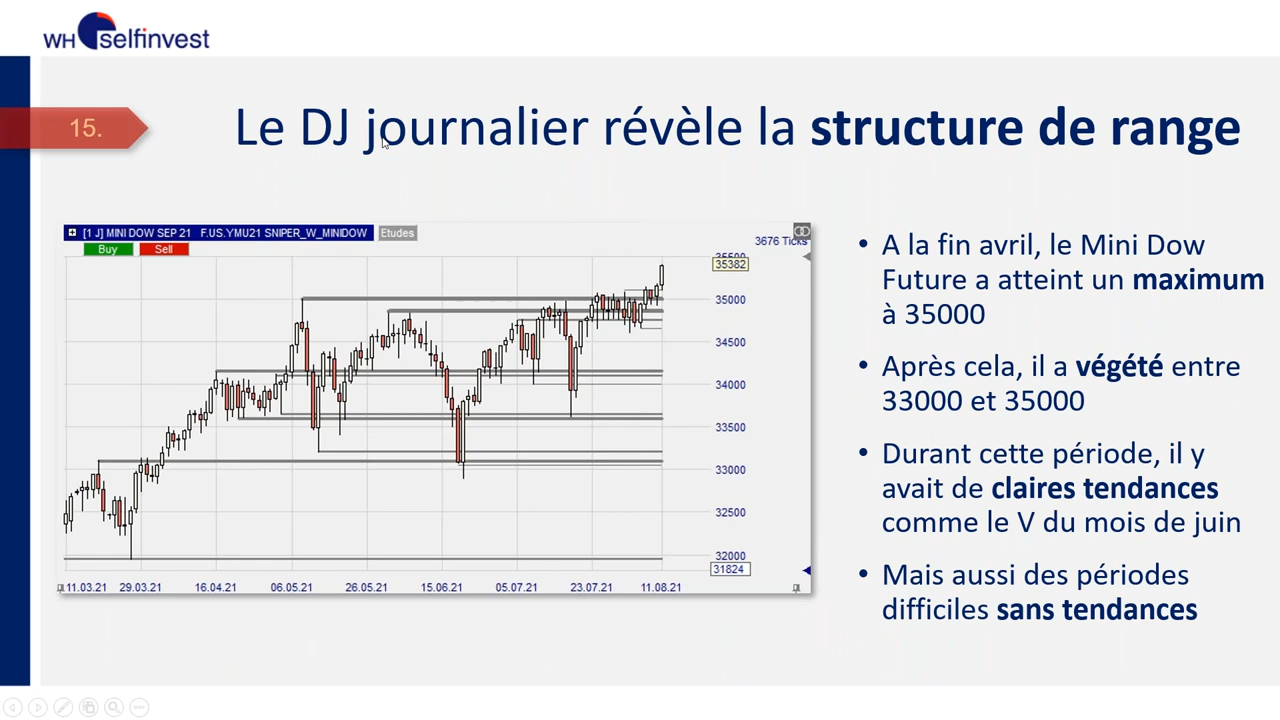 WH selfinvest
15.
Le DJ journalier révèle la structure de range
[1 J] MINI DOW SEP 21 F.US.YMU21 SNIPER_W_MINIDOW Etudes
Buy Sell
3676 Ticks
35500
35382
35000
34500
34000
33500
33000
32500
32000
31824
11.03.21 29.03.21 16.04.21 06.05.21 26.05.21 15.06.21 05.07.21 23.07.21 11.08.21
• A la fin avril, le Mini Dow
Future a atteint un maximum
à 35000
• Après cela, il a végété entre
33000 et 35000
• Durant cette période, il y
avait de claires tendances
comme le V du mois de juin
• Mais aussi des périodes
difficiles sans tendances